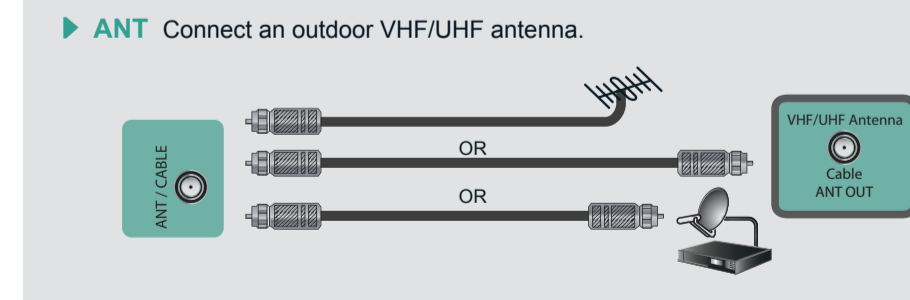 ANT Connect an outdoor VHF/UHF antenna.
ANT / CABLE
OR
OR
VHF/UHF Antenna
Cable
ANT OUT